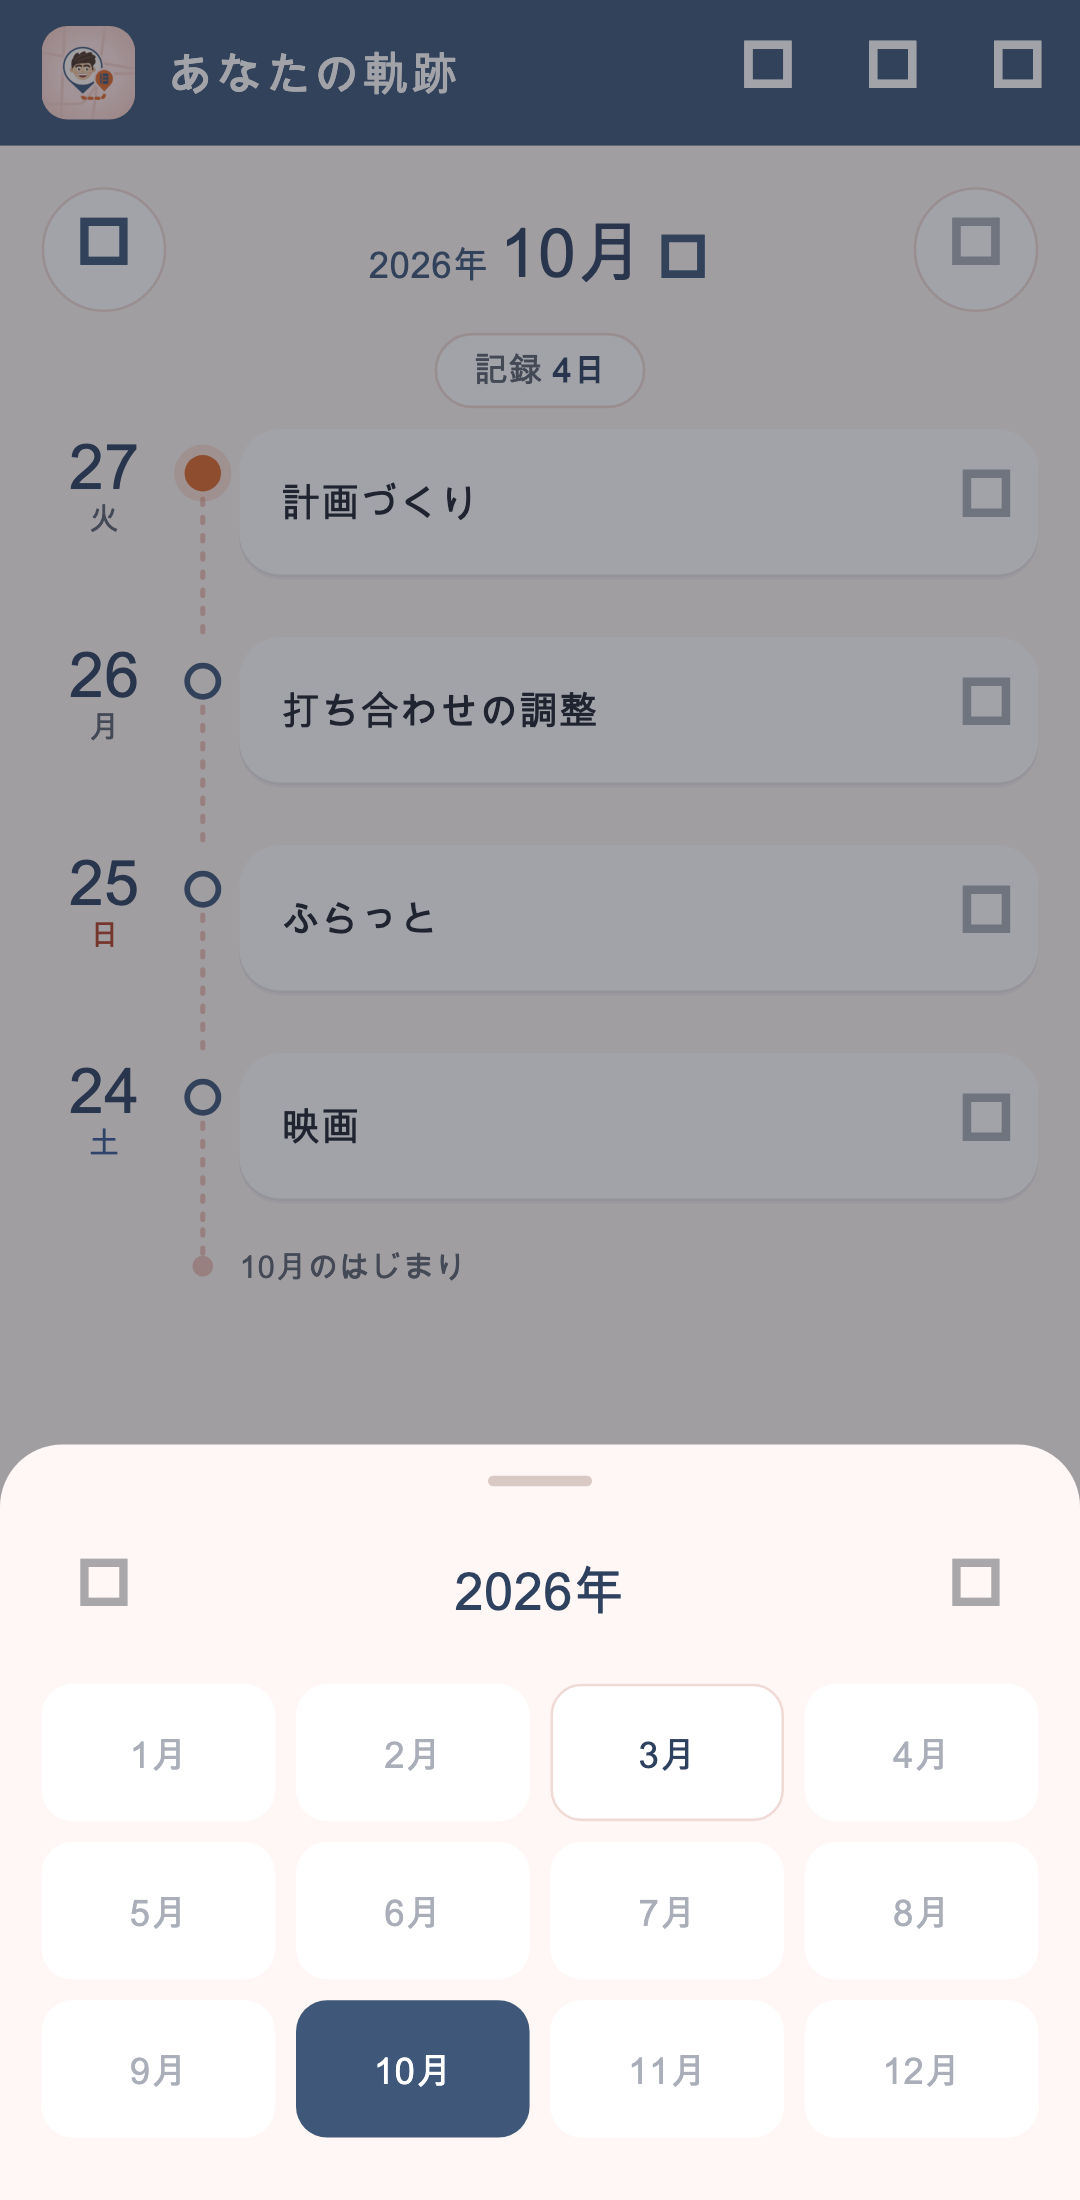 あなたの軌跡
2026年 10月
記録 4日
27
火
計画づくり
26
月
打ち合わせの調整
25
日
ふらっと
24
土
映画
10月のはじまり
2026年
1月 2月 3月 4月
5月 6月 7月 8月
9月 10月 11月 12月